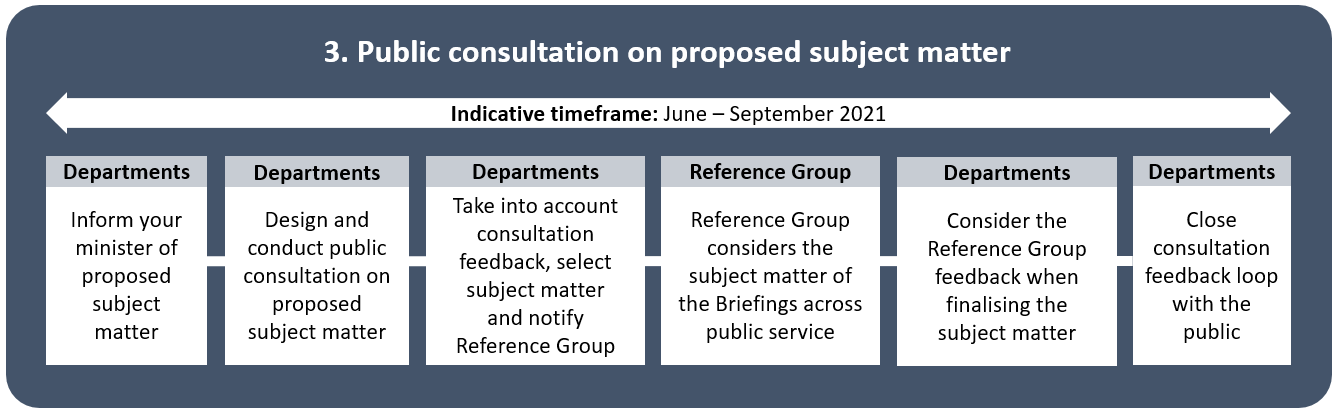 3. Public consultation on proposed subject matter
Indicative timeframe: June – September 2021
Departments
Inform your
minister of
proposed
subject
matter
Departments
Design and
conduct public
consultation on
proposed
subject matter
Departments
Take into account
consultation
feedback, select
subject matter
and notify
Reference Group
Reference Group
Reference Group
considers the
subject matter of
the Briefings across
public service
Departments
Consider the
Reference Group
feedback when
finalising the
subject matter
Departments
Close
consultation
feedback loop
with the
public